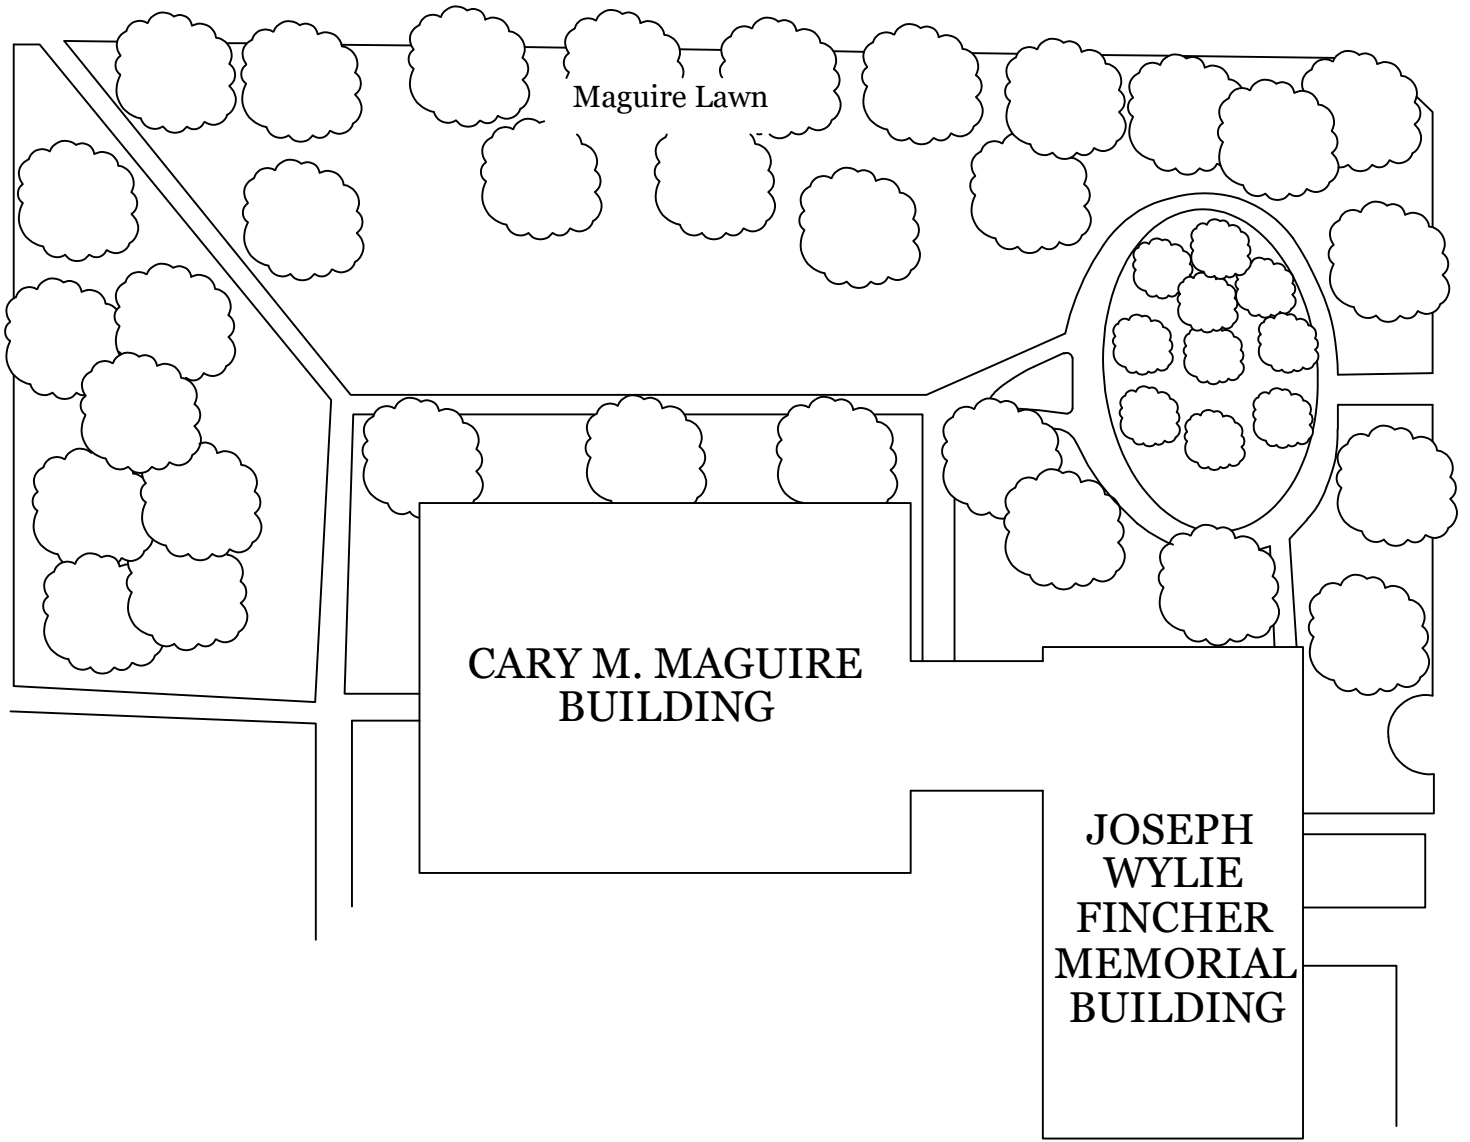 Maguire Lawn
CARY M. MAGUIRE
BUILDING
JOSEPH
WYLIE
FINCHER
MEMORIAL
BUILDING